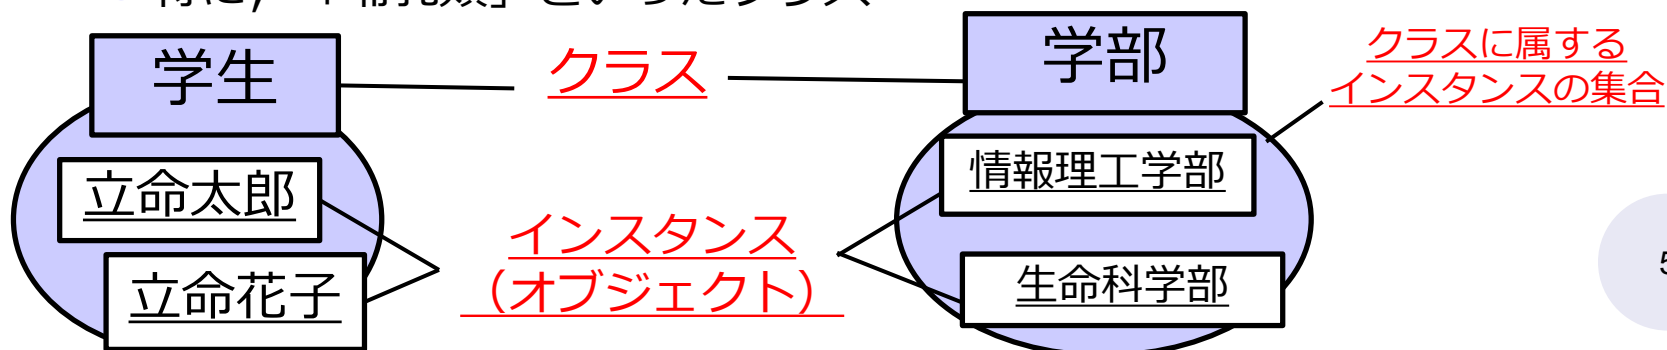 学生
クラス
学部
クラスに属する
インスタンスの集合
立命太郎
情報理工学部
インスタンス
(オブジェクト)
立命花子
生命科学部
5